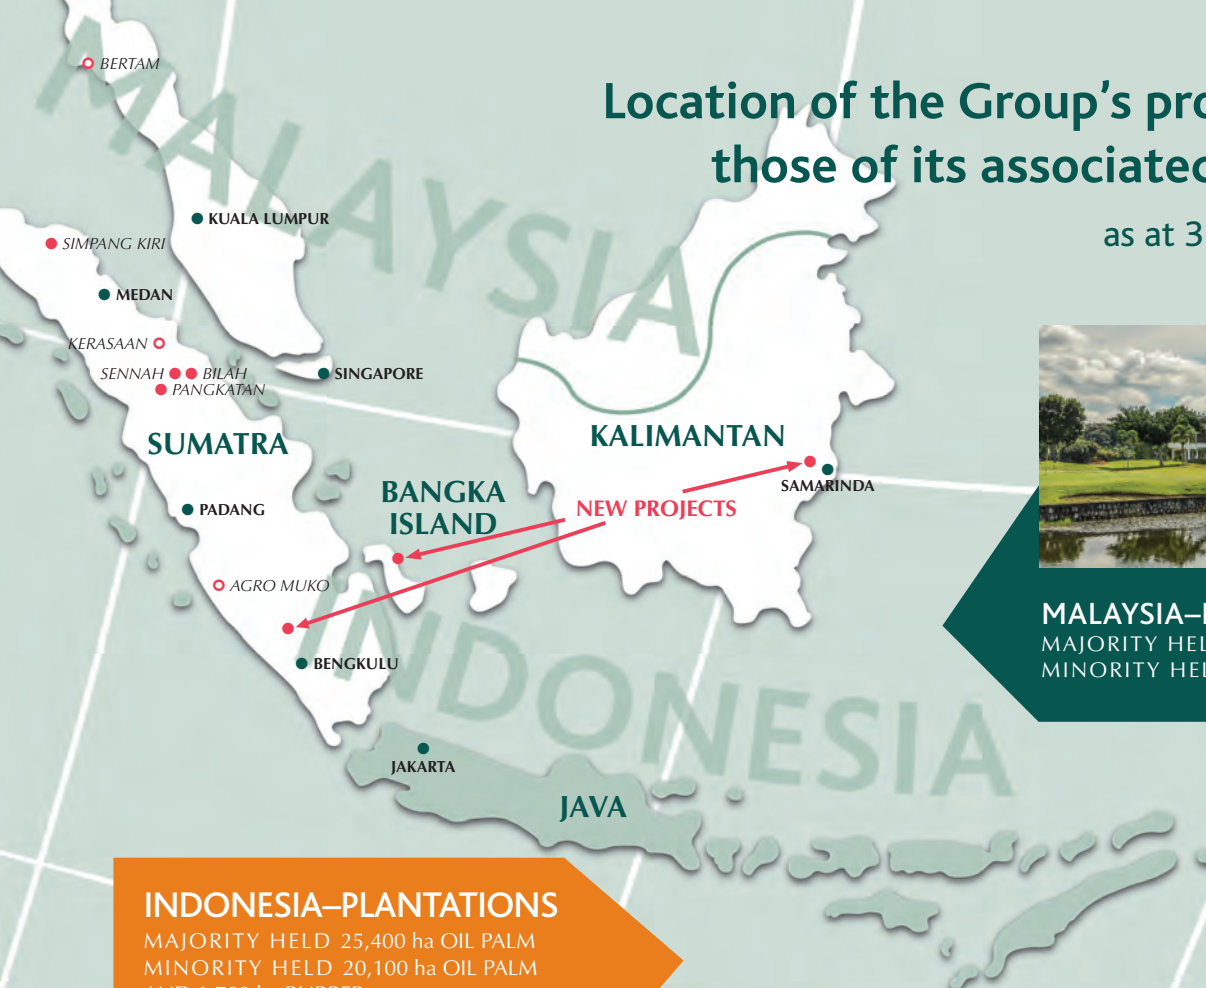 Location of the Group's pro
those of its associated
as at 3
MALAYSIA
BERTAM
KUALA LUMPUR
SIMPANG KIRI
MEDAN
KERASAAN
SENNAH
BILAH
PANGKATAN
SINGAPORE
SUMATRA
KALIMANTAN
BANGKA
ISLAND
NEW PROJECTS
SAMARINDA
PADANG
AGRO MUKO
BENGKULU
INDONESIA
JAKARTA
JAVA
MALAYSIA–
MAJORITY HEL
MINORITY HEL
INDONESIA–PLANTATIONS
MAJORITY HELD 25,400 ha OIL PALM
MINORITY HELD 20,100 ha OIL PALM